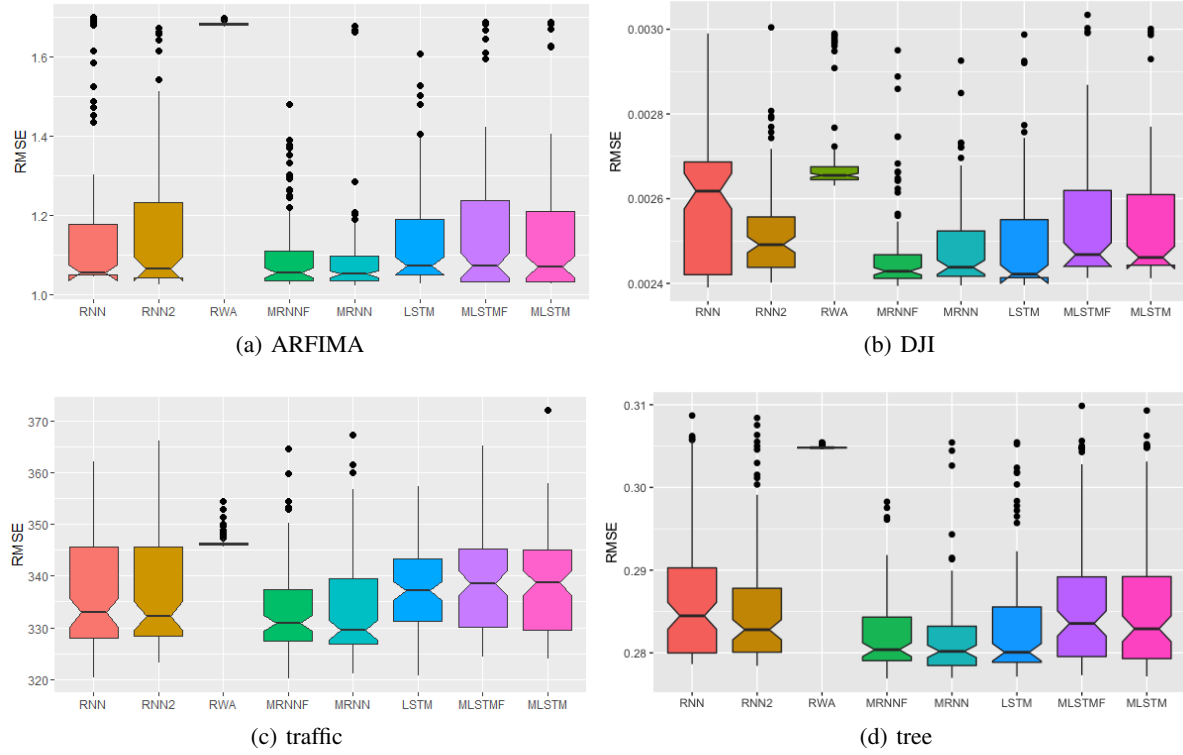 RMSE
1.6
1.4
1.2
1.0
RNN RNN2 RWA MRNNF MRNN LSTM MLSTMF MLSTM
(a) ARFIMA
RMSE
0.0030
0.0028
0.0026
0.0024
RNN RNN2 RWA MRNNF MRNN LSTM MLSTMF MLSTM
(b) DJI
RMSE
370
360
350
340
330
320
RNN RNN2 RWA MRNNF MRNN LSTM MLSTMF MLSTM
(c) traffic
RMSE
0.31
0.30
0.29
0.28
RNN RNN2 RWA MRNNF MRNN LSTM MLSTMF MLSTM
(d) tree